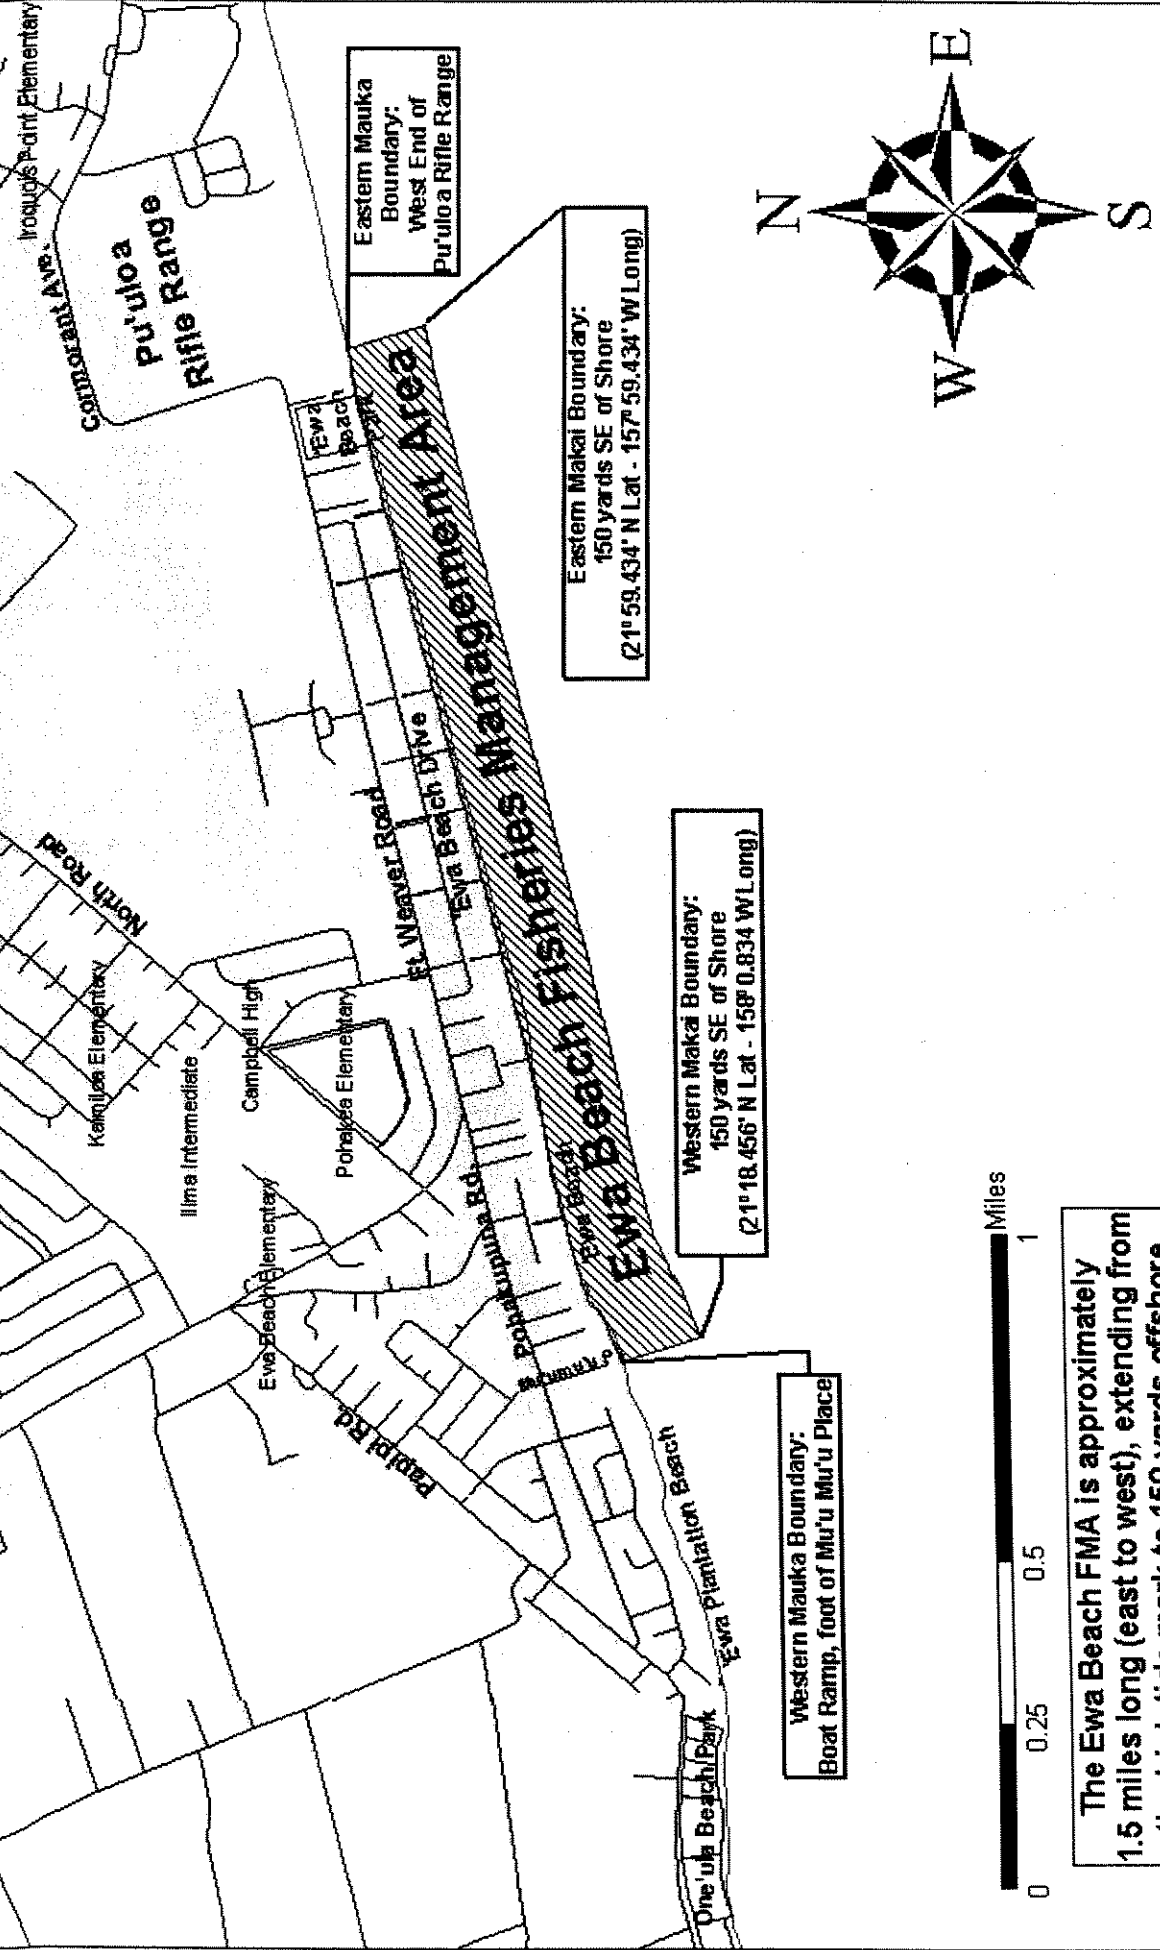 Iroquois Point Elementary
Cormorant Ave.
Pu'uloa
Rifle Range
Eastern Mauka
Boundary:
West End of
Pu'uloa Rifle Range
'Ewa
Beach
Park
Eastern Makai Boundary:
150 yards SE of Shore
(21° 59.434' N Lat - 157° 59.434' W Long)
N
E
S
W
North Road
Kaimiloa Elementary
Ilima Intermediate
Campbell High
Pohakea Elementary
Ewa Beach Elementary
Ft. Weaver Road
'Ewa Beach Drive
Ewa Beach Fisheries Management Area
Pohakupuna Rd.
Ewa Beach
Papipi Rd.
Western Makai Boundary:
150 yards SE of Shore
(21° 18.456' N Lat - 158° 0.834 W Long)
Western Mauka Boundary:
Boat Ramp, foot of Mu'u Mu'u Place
'Ewa Plantation Beach
One'ula Beach Park
0 0.25 0.5 1 Miles
The Ewa Beach FMA is approximately
1.5 miles long (east to west), extending from
150 yards offshore